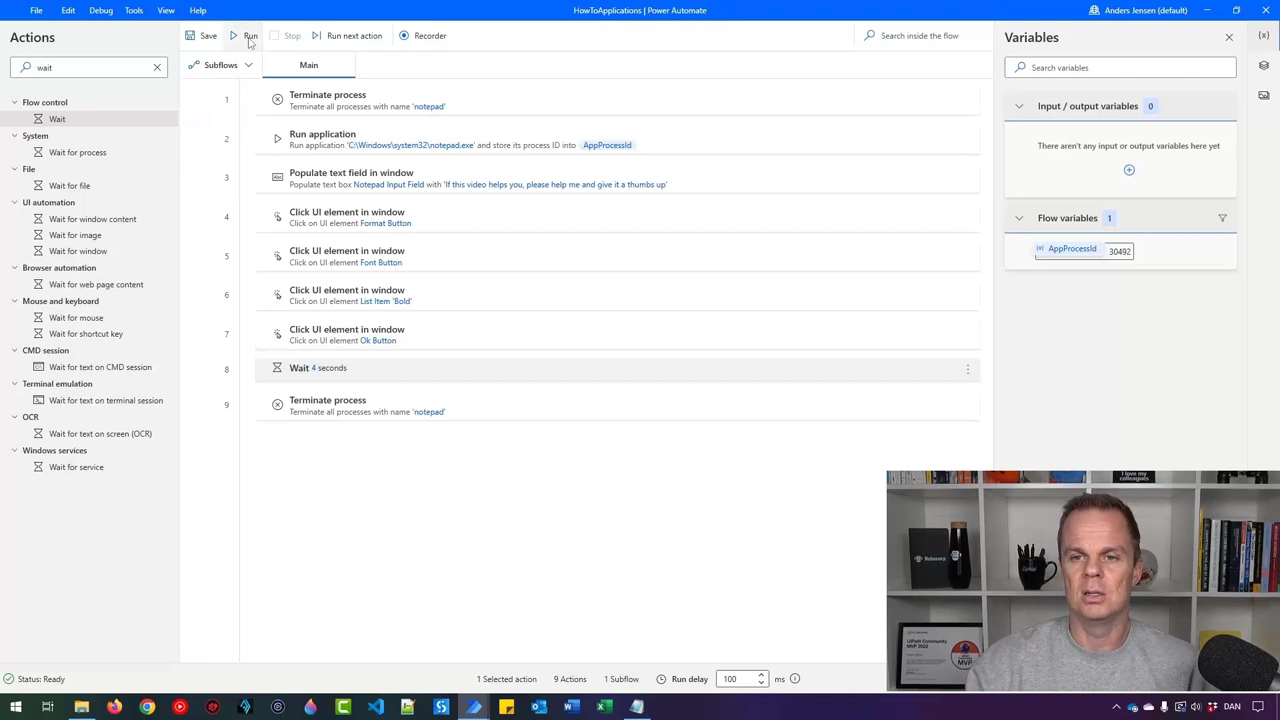 File Edit Debug Tools View Help
HowToApplications | Power Automate
Anders Jensen (default)
Actions
Save Run Stop Run next action Recorder
Search inside the flow
Variables
wait
Subflows Main
Search variables
Flow control
Wait
System
Wait for process
File
Wait for file
UI automation
Wait for window content
Wait for image
Wait for window
Browser automation
Wait for web page content
Mouse and keyboard
Wait for mouse
Wait for shortcut key
CMD session
Wait for text on CMD session
Terminal emulation
Wait for text on terminal session
OCR
Wait for text on screen (OCR)
Windows services
Wait for service
1 Terminate process
Terminate all processes with name 'notepad'
2 Run application
Run application 'C:\Windows\system32\notepad.exe' and store its process ID into AppProcessId
3 Populate text field in window
Populate text box Notepad Input Field with 'If this video helps you, please help me and give it a thumbs up'
4 Click UI element in window
Click on UI element Format Button
5 Click UI element in window
Click on UI element Font Button
6 Click UI element in window
Click on UI element List Item 'Bold'
7 Click UI element in window
Click on UI element Ok Button
8 Wait 4 seconds
9 Terminate process
Terminate all processes with name 'notepad'
Input / output variables 0
There aren't any input or output variables here yet
Flow variables 1
AppProcessId 30492
I love my
colleagues
Robocorp
UiPath Community
MVP 2022
Status: Ready
1 Selected action 9 Actions 1 Subflow Run delay 100 ms
DAN